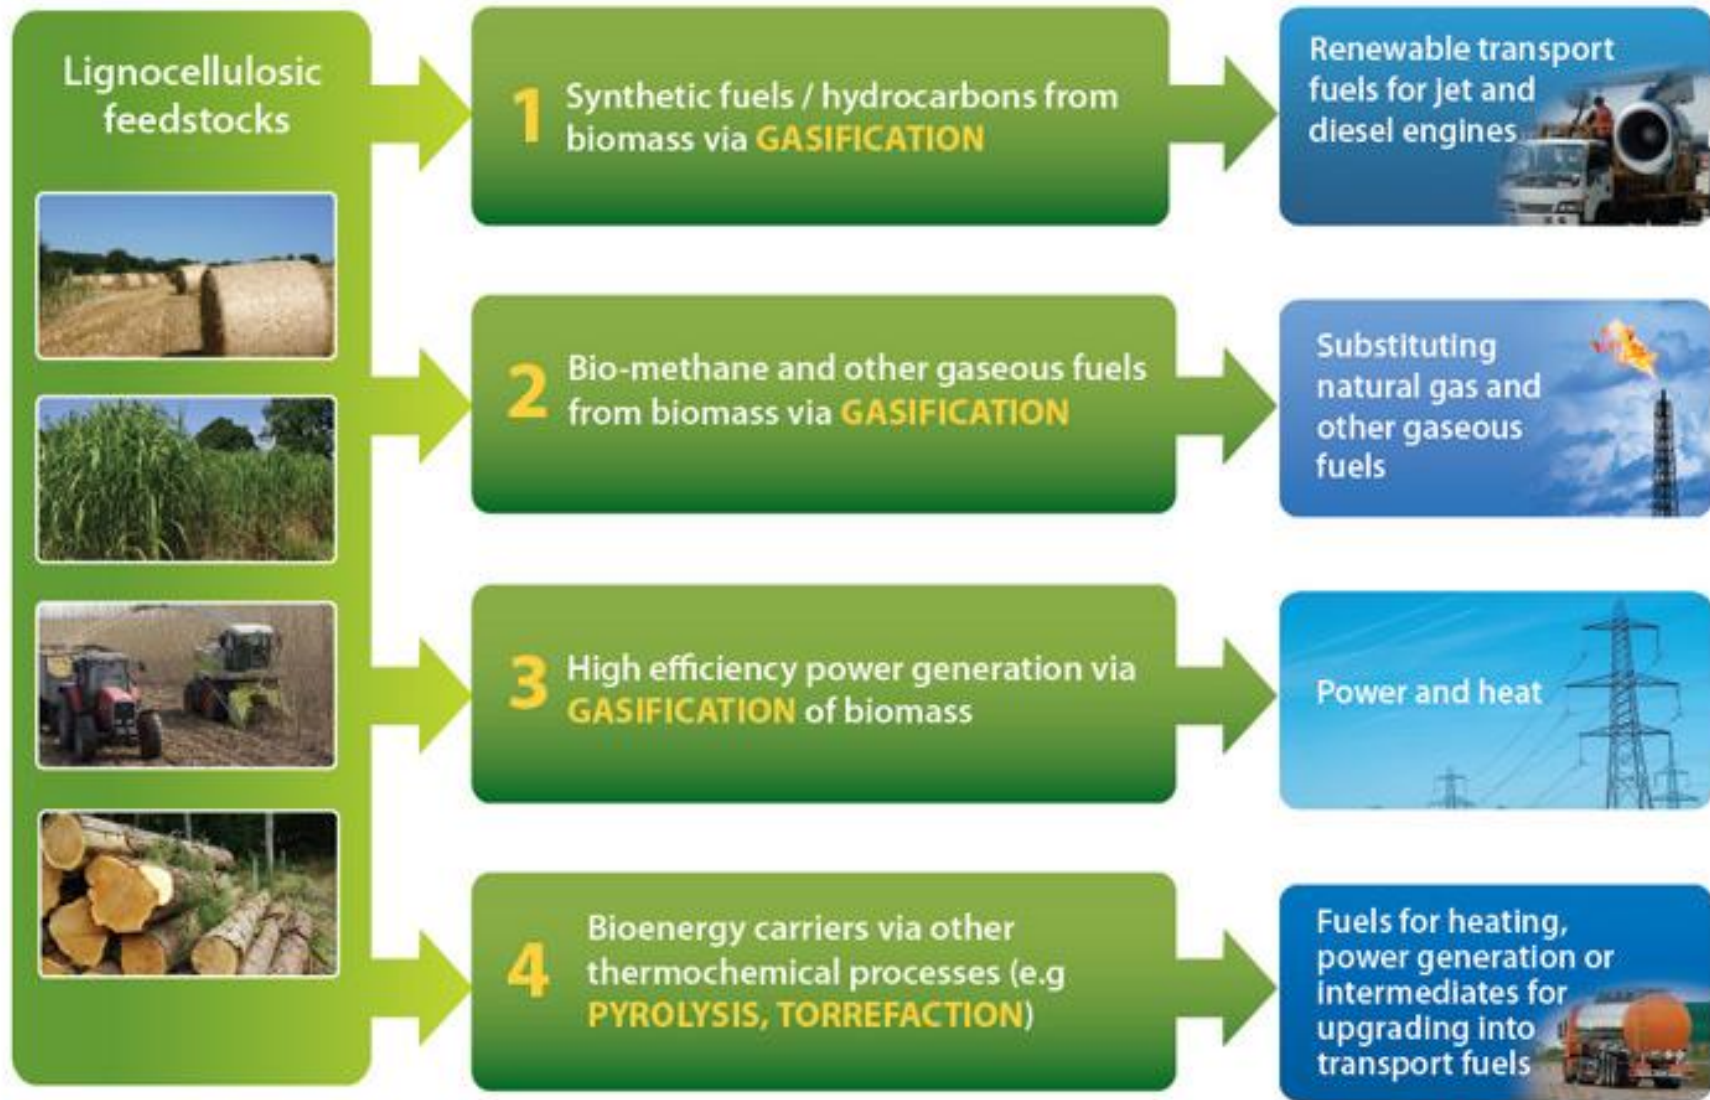 Lignocellulosic
feedstocks
1
Synthetic fuels / hydrocarbons from
biomass via GASIFICATION
Renewable transport
fuels for jet and
diesel engines
2
Bio-methane and other gaseous fuels
from biomass via GASIFICATION
Substituting
natural gas and
other gaseous
fuels
3
High efficiency power generation via
GASIFICATION of biomass
Power and heat
4
Bioenergy carriers via other
thermochemical processes (e.g
PYROLYSIS, TORREFACTION)
Fuels for heating,
power generation or
intermediates for
upgrading into
transport fuels